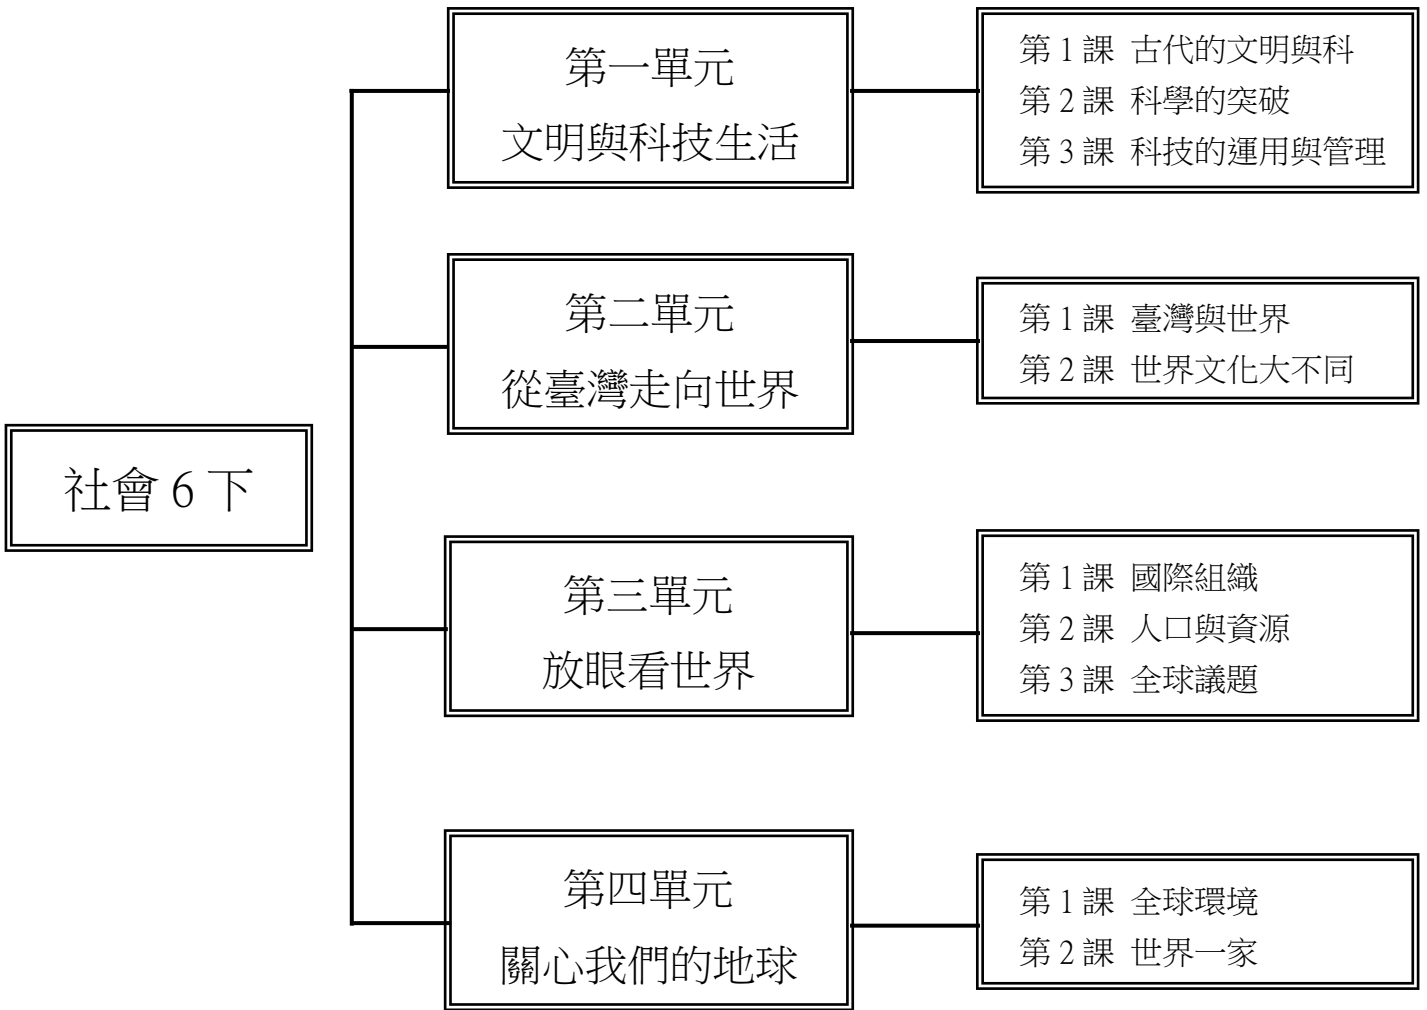 社會 6 下
第一單元
文明與科技生活
第 1 課 古代的文明與科
第 2 課 科學的突破
第 3 課 科技的運用與管理
第二單元
從臺灣走向世界
第 1 課 臺灣與世界
第 2 課 世界文化大不同
第三單元
放眼看世界
第 1 課 國際組織
第 2 課 人口與資源
第 3 課 全球議題
第四單元
關心我們的地球
第 1 課 全球環境
第 2 課 世界一家